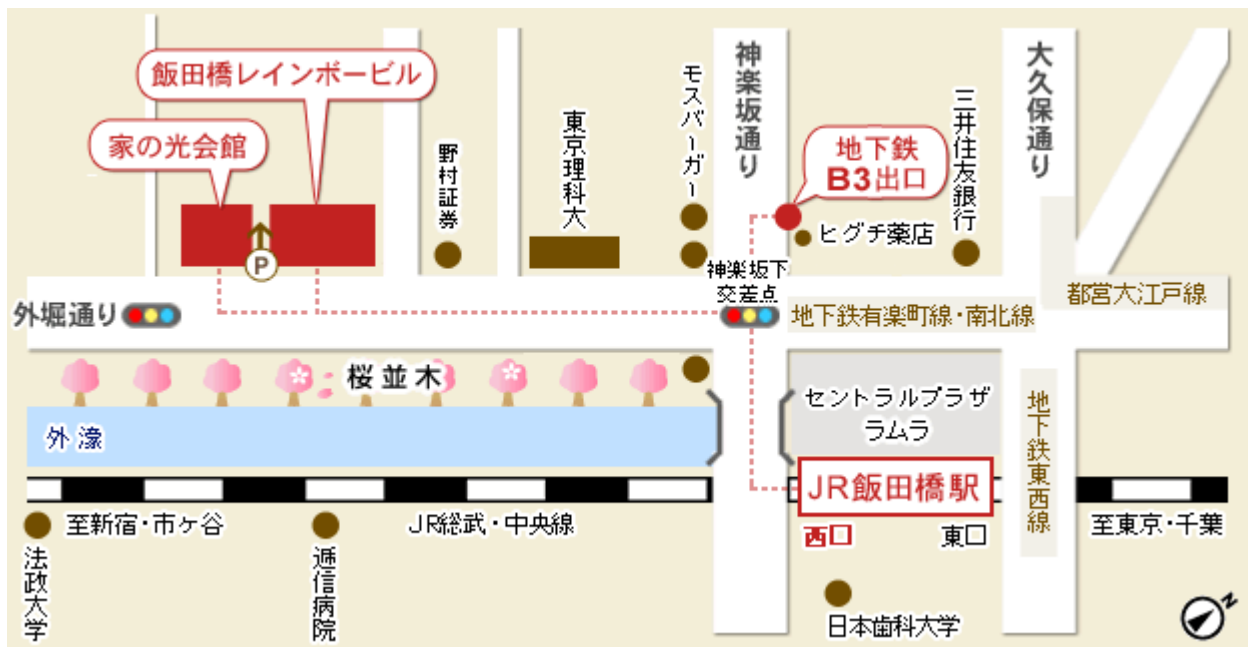 飯田橋レインボービル
家の光会館
P
野村証券
東京理科大
モスバーガー
神楽坂通り
地下鉄
B3出口
ヒグチ薬店
三井住友銀行
大久保通り
神楽坂下
交差点
外堀通り
地下鉄有楽町線・南北線
都営大江戸線
桜並木
外濠
セントラルプラザ
ラムラ
地下鉄東西線
JR飯田橋駅
西口
東口
至新宿・市ヶ谷
JR総武・中央線
至東京・千葉
法政大学
逓信病院
日本歯科大学
N